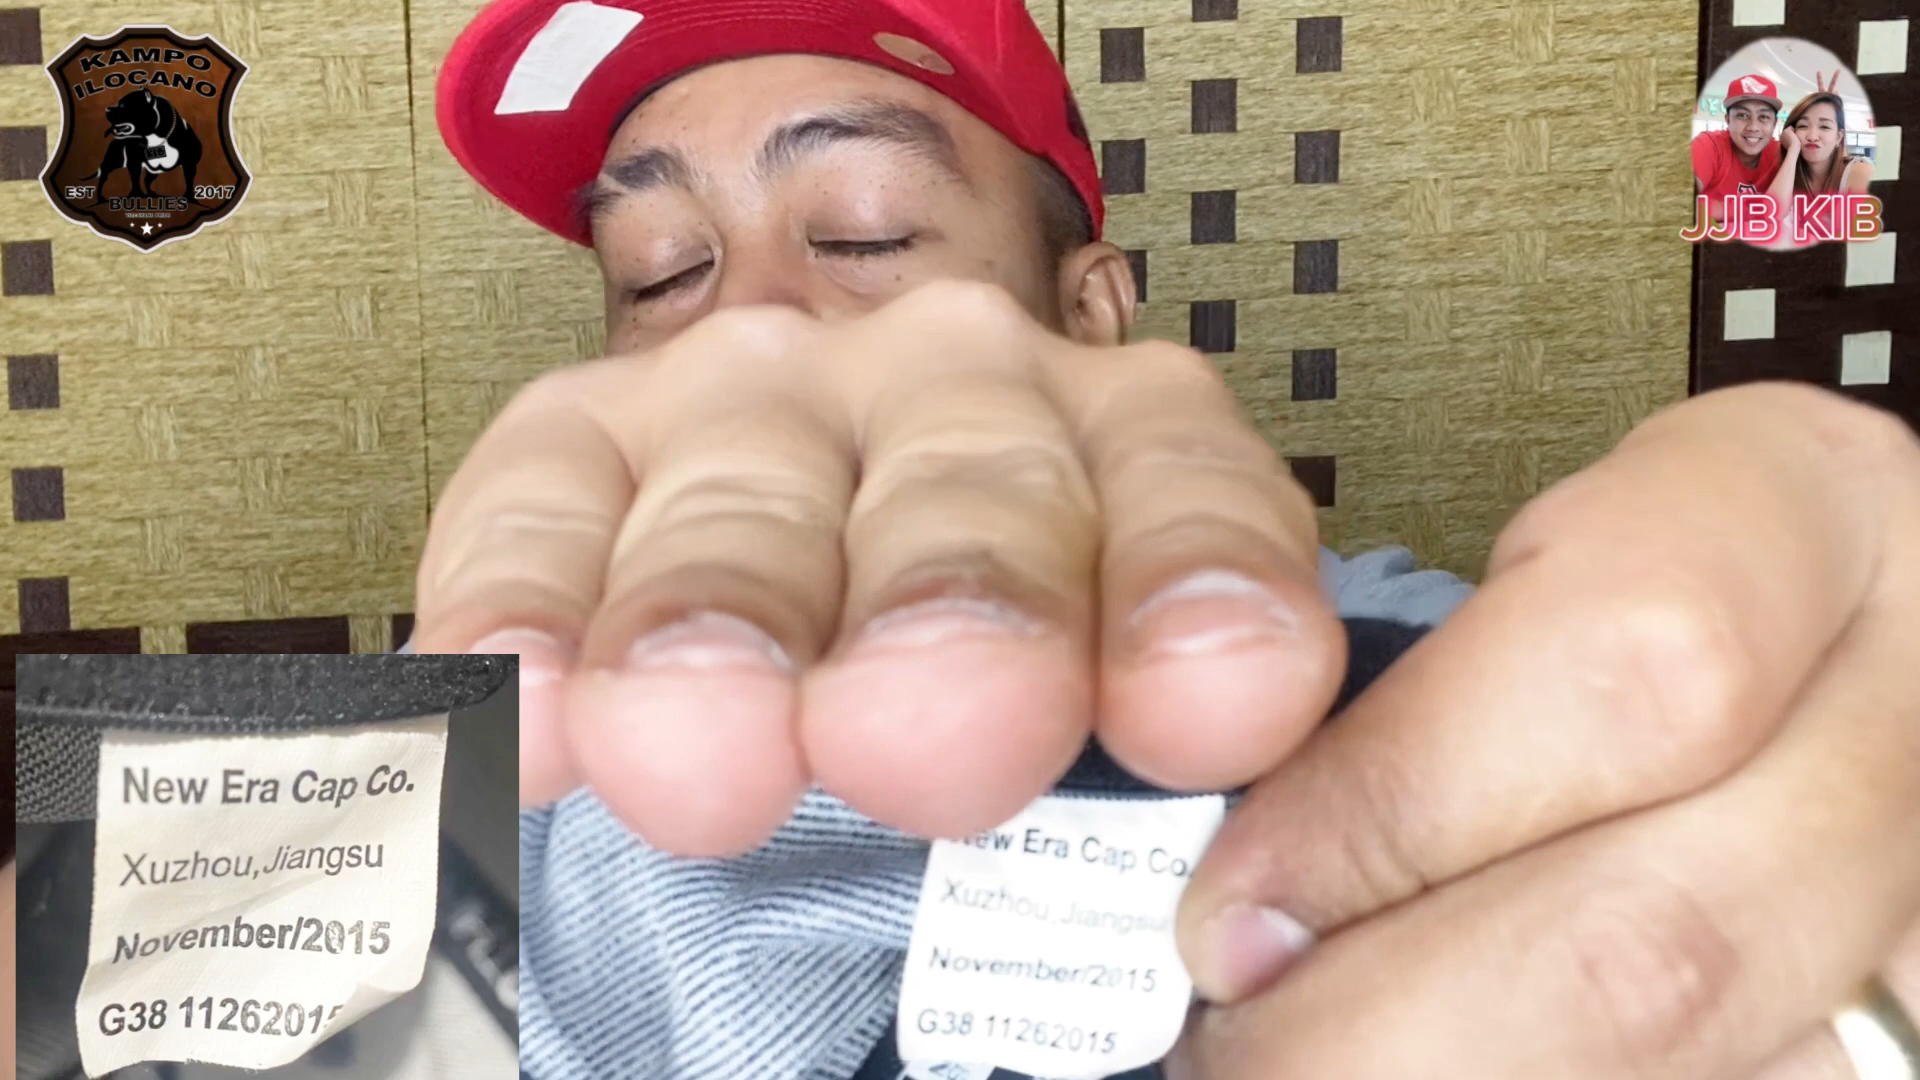 KAMPO
ILOCANO
EST 2017
BULLIES
JJB KIB
New Era Cap Co.
Xuzhou,Jiangsu
November/2015
G38 11262015
Era Cap Co.
Xuzhou,Jiangsu
November/2015
G38 11262015